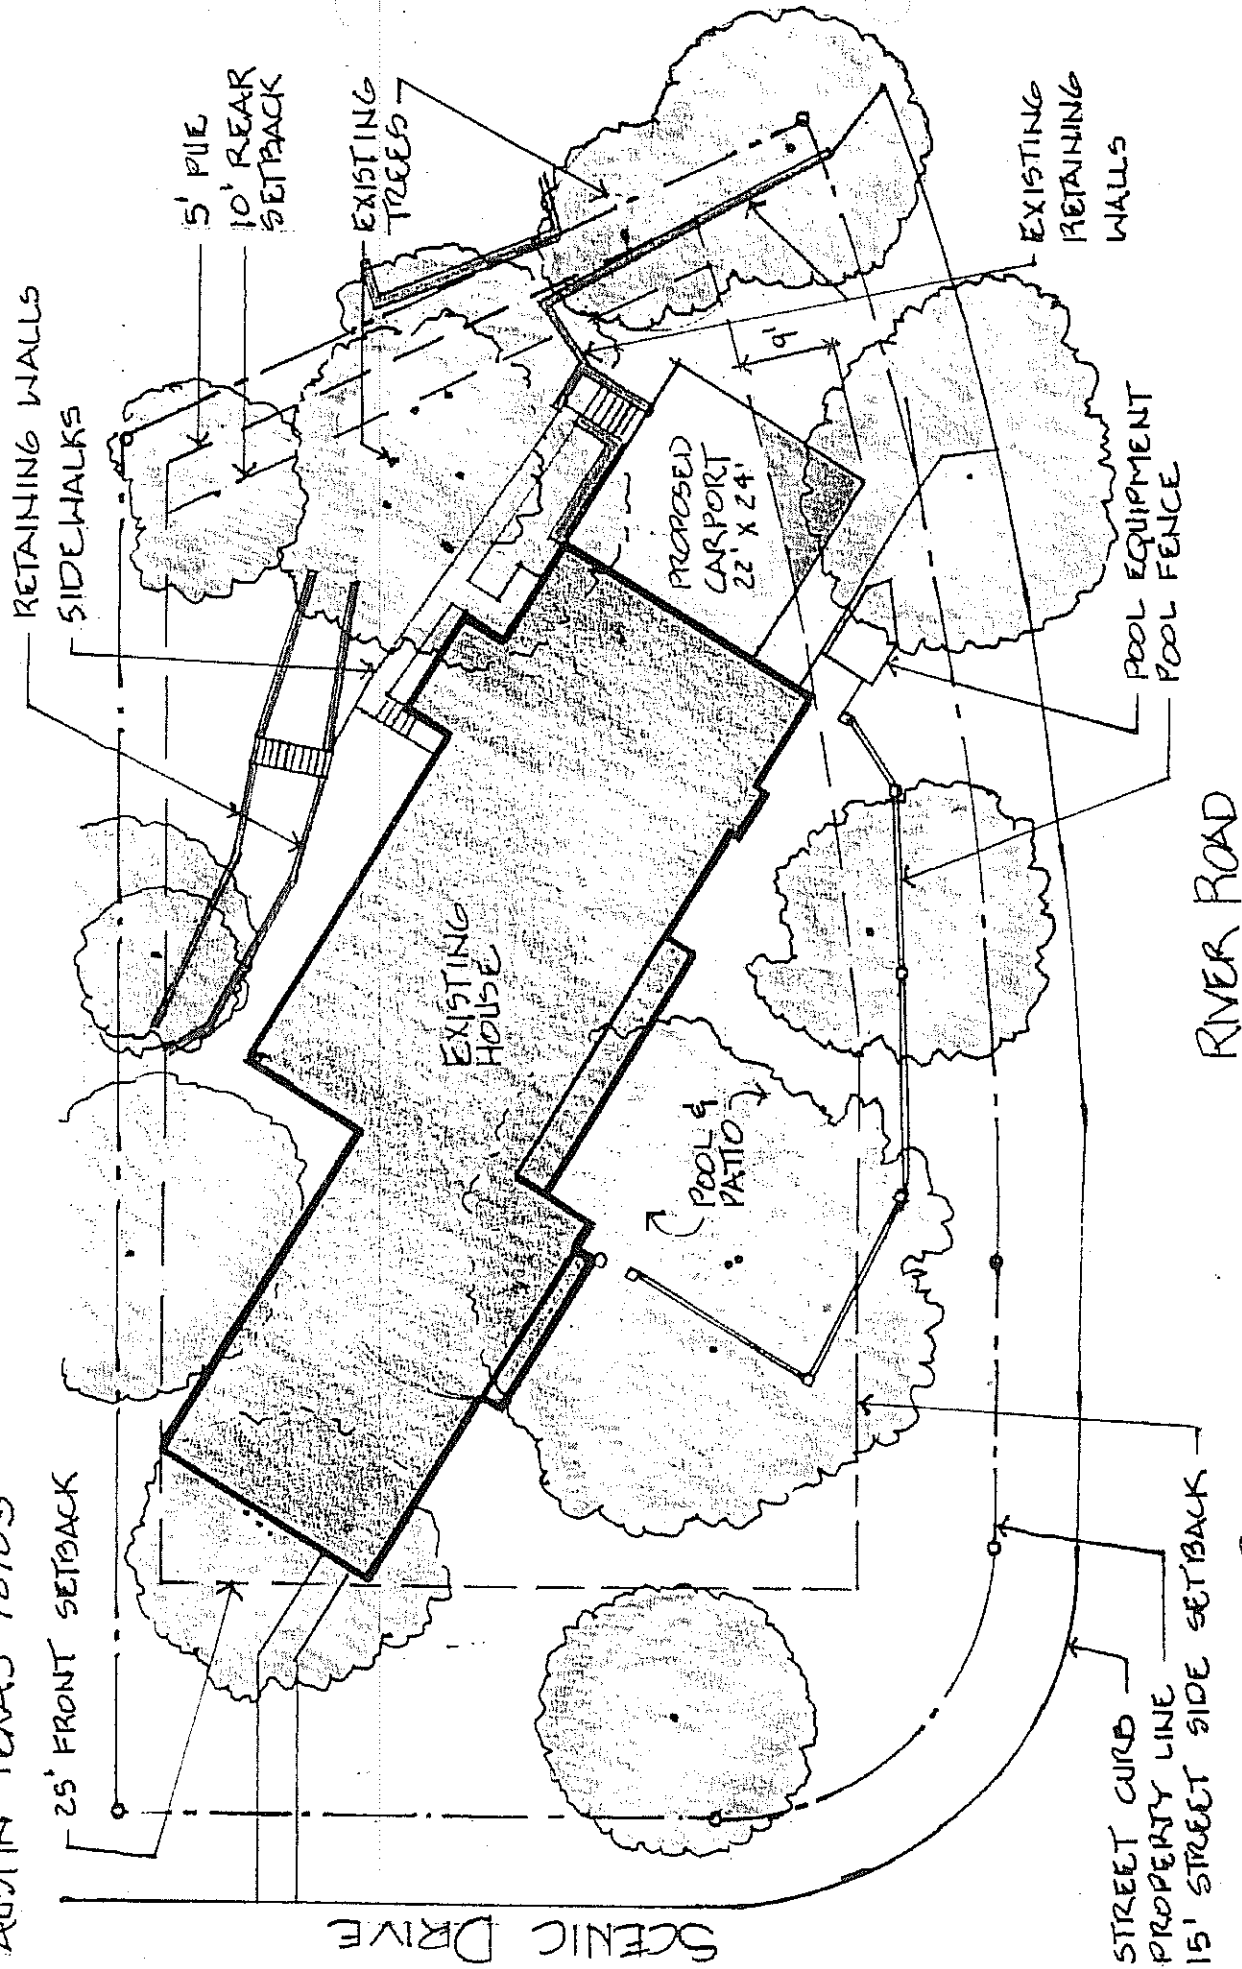 AUSTIN TEXAS 78703
25' FRONT SETBACK
RETAINING WALLS
SIDEWALKS
5' PUE
10' REAR
SETBACK
EXISTING
TREES
EXISTING
HOUSE
PROPOSED
CARPORT
22' X 24'
9'
POOL &
PATIO
EXISTING
RETAINING
WALLS
POOL EQUIPMENT
POOL FENCE
SCENIC DRIVE
RIVER ROAD
STREET CURB
PROPERTY LINE
15' STREET SIDE SETBACK